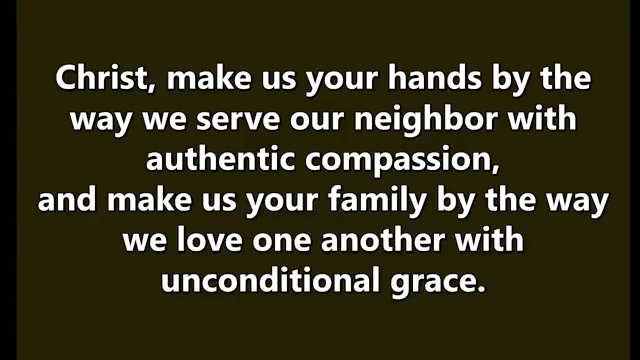 Christ, make us your hands by the
way we serve our neighbor with
authentic compassion,
and make us your family by the way
we love one another with
unconditional grace.